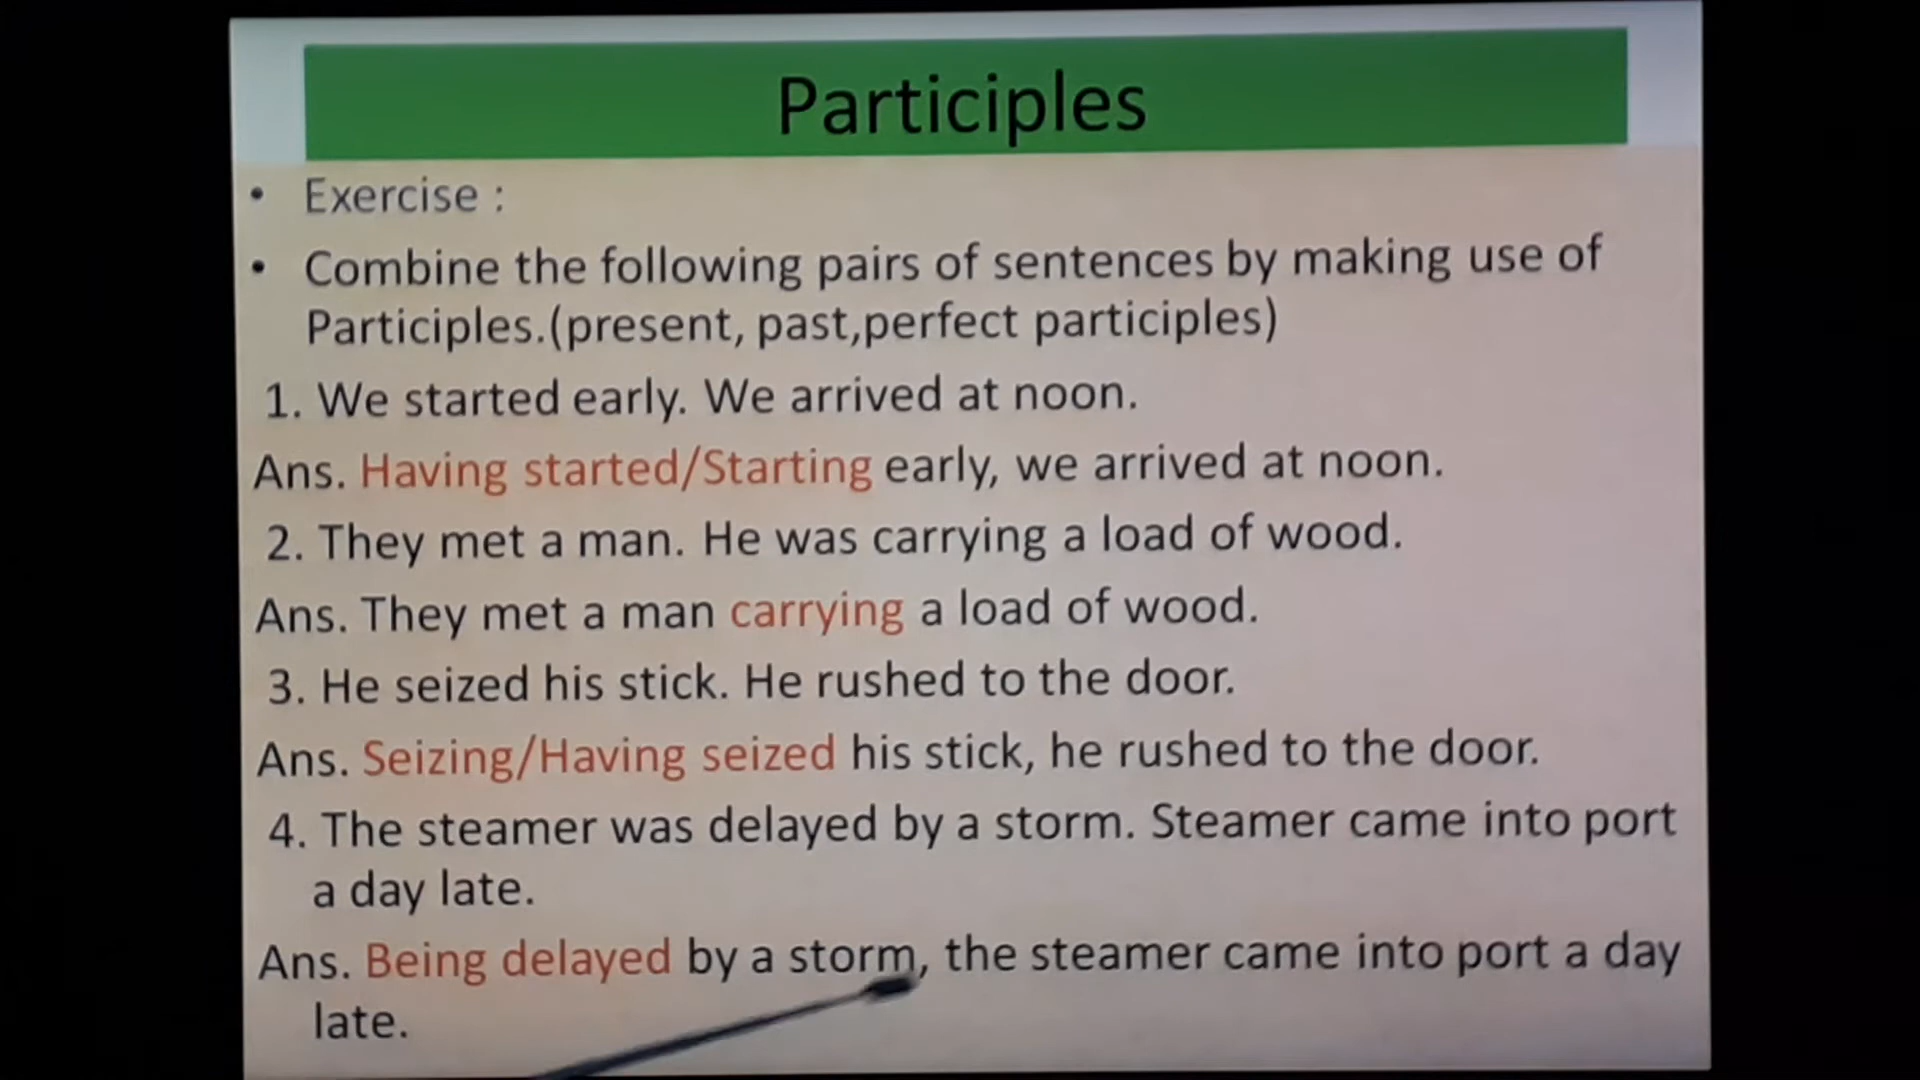 Participles
• Exercise :
• Combine the following pairs of sentences by making use of
Participles.(present, past,perfect participles)
1. We started early. We arrived at noon.
Ans. Having started/Starting early, we arrived at noon.
2. They met a man. He was carrying a load of wood.
Ans. They met a man carrying a load of wood.
3. He seized his stick. He rushed to the door.
Ans. Seizing/Having seized his stick, he rushed to the door.
4. The steamer was delayed by a storm. Steamer came into port
a day late.
Ans. Being delayed by a storm, the steamer came into port a day
late.